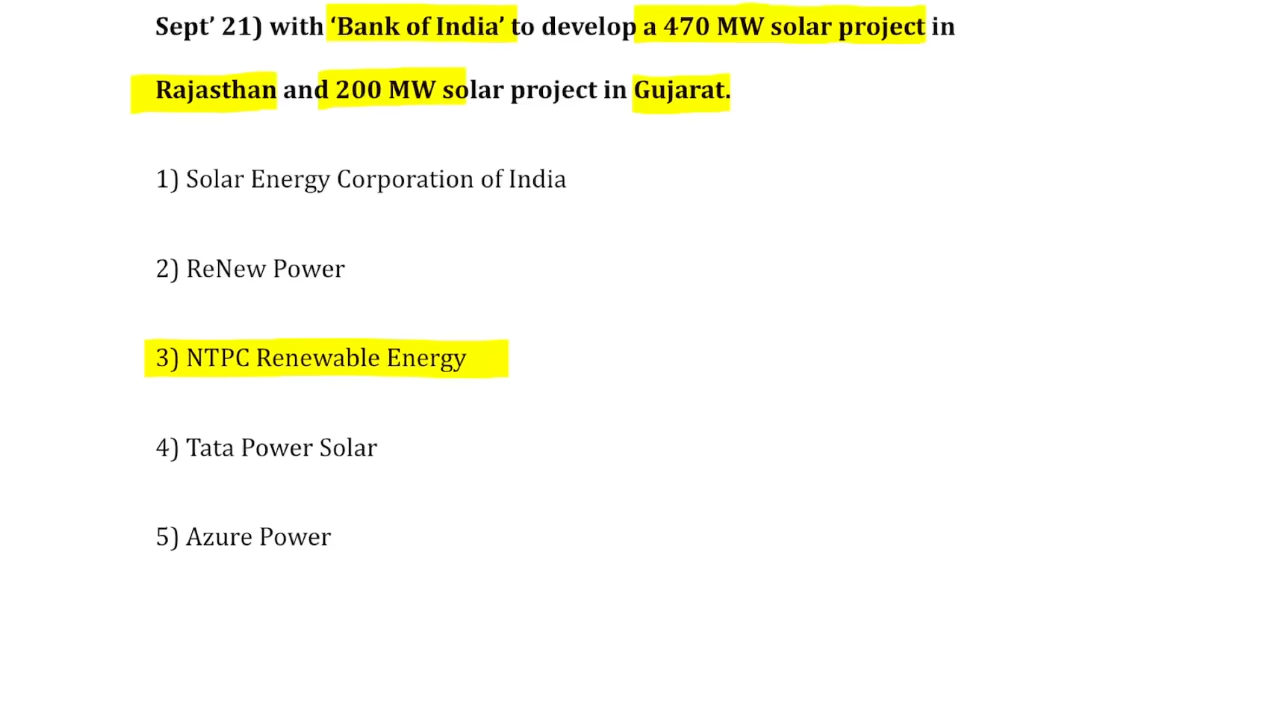 Sept’ 21) with ‘Bank of India’ to develop a 470 MW solar project in
Rajasthan and 200 MW solar project in Gujarat.
1) Solar Energy Corporation of India
2) ReNew Power
3) NTPC Renewable Energy
4) Tata Power Solar
5) Azure Power